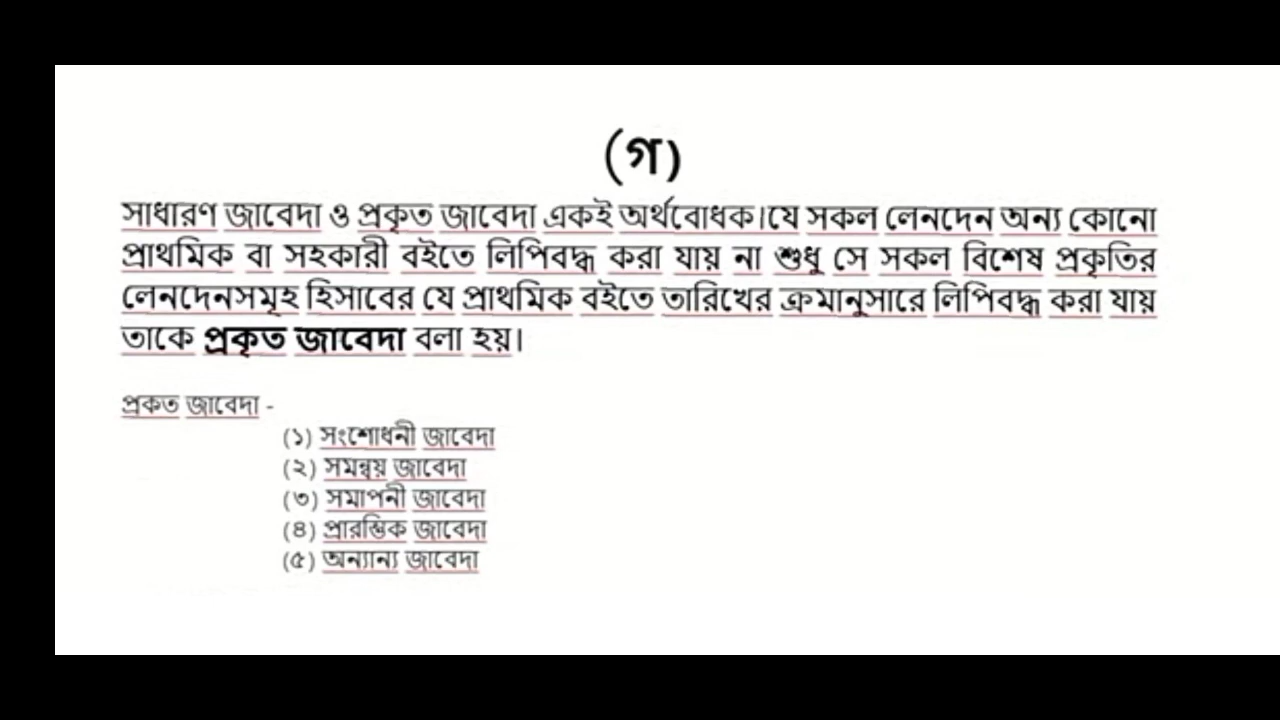 (গ)
সাধারণ জাবেদা ও প্রকৃত জাবেদা একই অর্থবোধক।যে সকল লেনদেন অন্য কোনো
প্রাথমিক বা সহকারী বইতে লিপিবদ্ধ করা যায় না শুধু সে সকল বিশেষ প্রকৃতির
লেনদেনসমূহ হিসাবের যে প্রাথমিক বইতে তারিখের ক্রমানুসারে লিপিবদ্ধ করা যায়
তাকে প্রকৃত জাবেদা বলা হয়।
প্রকত জাবেদা -
(১) সংশোধনী জাবেদা
(২) সমন্বয় জাবেদা
(৩) সমাপনী জাবেদা
(৪) প্রারম্ভিক জাবেদা
(৫) অন্যান্য জাবেদা